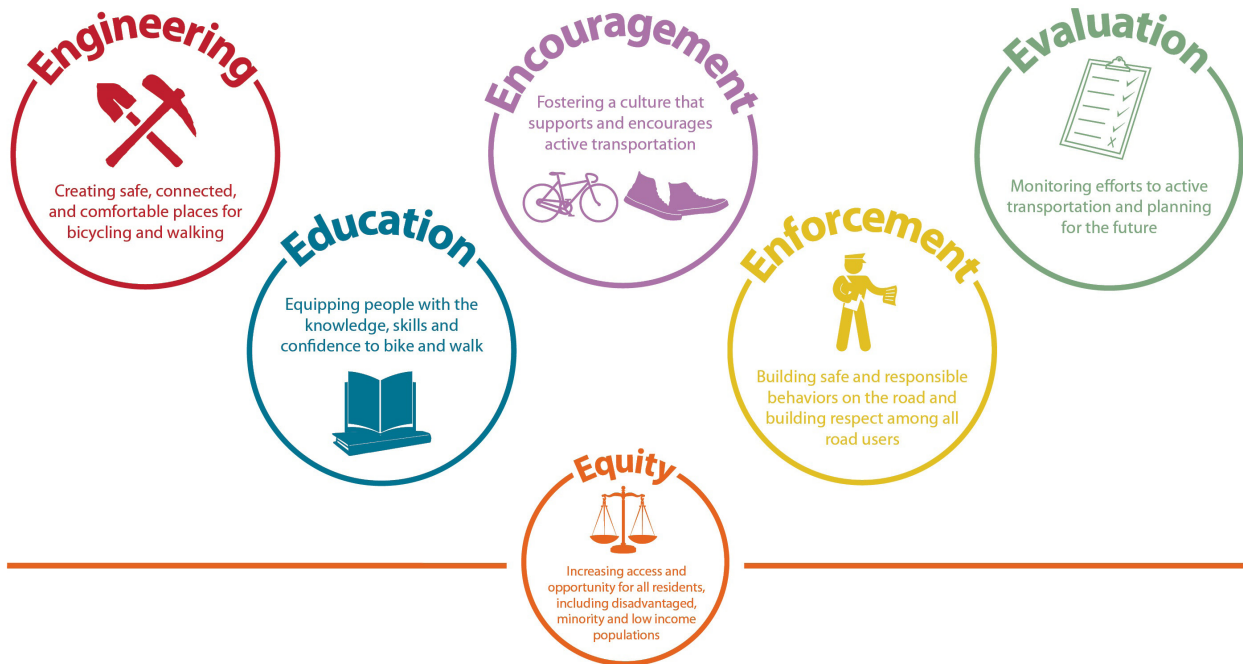 Engineering
Creating safe, connected,
and comfortable places for
bicycling and walking
Education
Equipping people with the
knowledge, skills and
confidence to bike and walk
Encouragement
Fostering a culture that
supports and encourages
active transportation
Enforcement
Building safe and responsible
behaviors on the road and
building respect among all
road users
Evaluation
Monitoring efforts to active
transportation and planning
for the future
Equity
Increasing access and
opportunity for all residents,
including disadvantaged,
minority and low income
populations